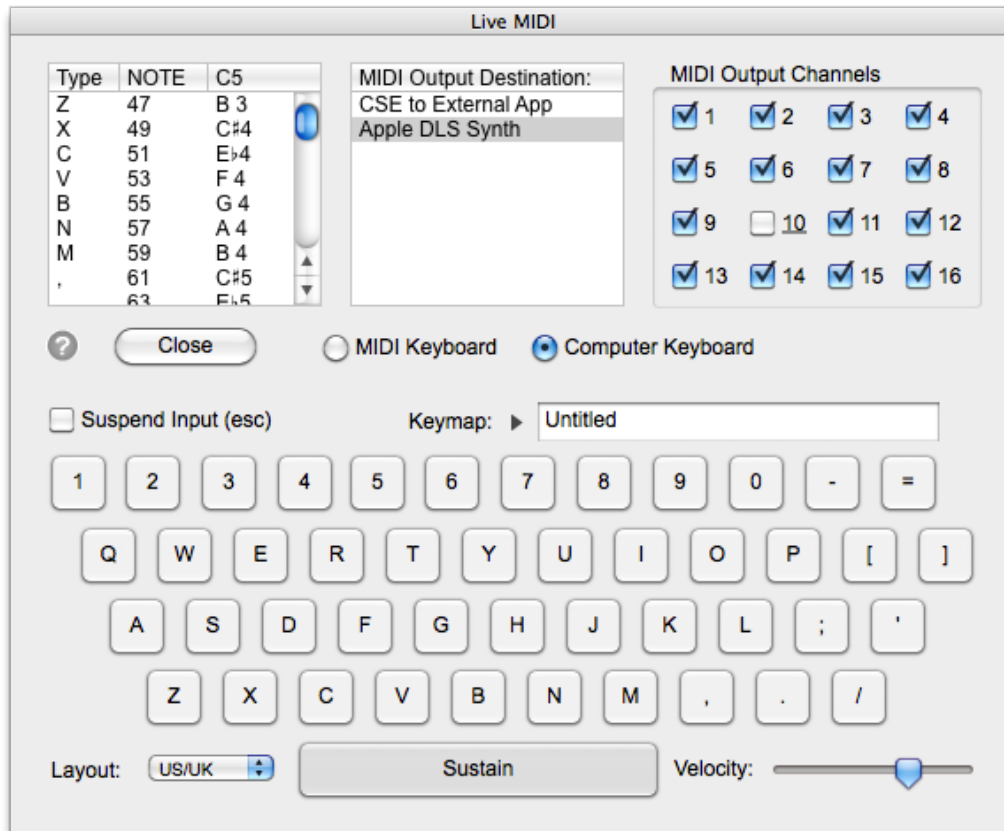 Live MIDI
Type NOTE C5
Z 47 B 3
X 49 C♯4
C 51 E♭4
V 53 F 4
B 55 G 4
N 57 A 4
M 59 B 4
, 61 C♯5
63 E♭5
MIDI Output Destination:
CSE to External App
Apple DLS Synth
MIDI Output Channels
1 2 3 4
5 6 7 8
9 10 11 12
13 14 15 16
? Close MIDI Keyboard Computer Keyboard
Suspend Input (esc) Keymap: Untitled
1 2 3 4 5 6 7 8 9 0 - =
Q W E R T Y U I O P [ ]
A S D F G H J K L ; '
Z X C V B N M , . /
Layout: US/UK Sustain Velocity: